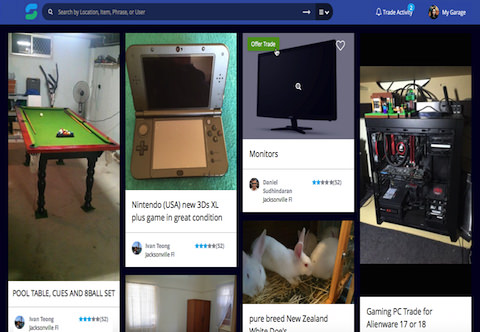 Search by Location, Item, Phrase, or User
Trade Activity
2
My Garage
POOL TABLE, CUES AND 8BALL SET
Ivan Teong
Jacksonville Fl
(52)
Nintendo (USA) new 3Ds XL
plus game in great condition
Ivan Teong
Jacksonville Fl
(52)
Offer Trade
Monitors
Daniel
Sudhindaran
Jacksonville Fl
(52)
pure breed New Zealand
White Doe's
Gaming PC Trade for
Alienware 17 or 18